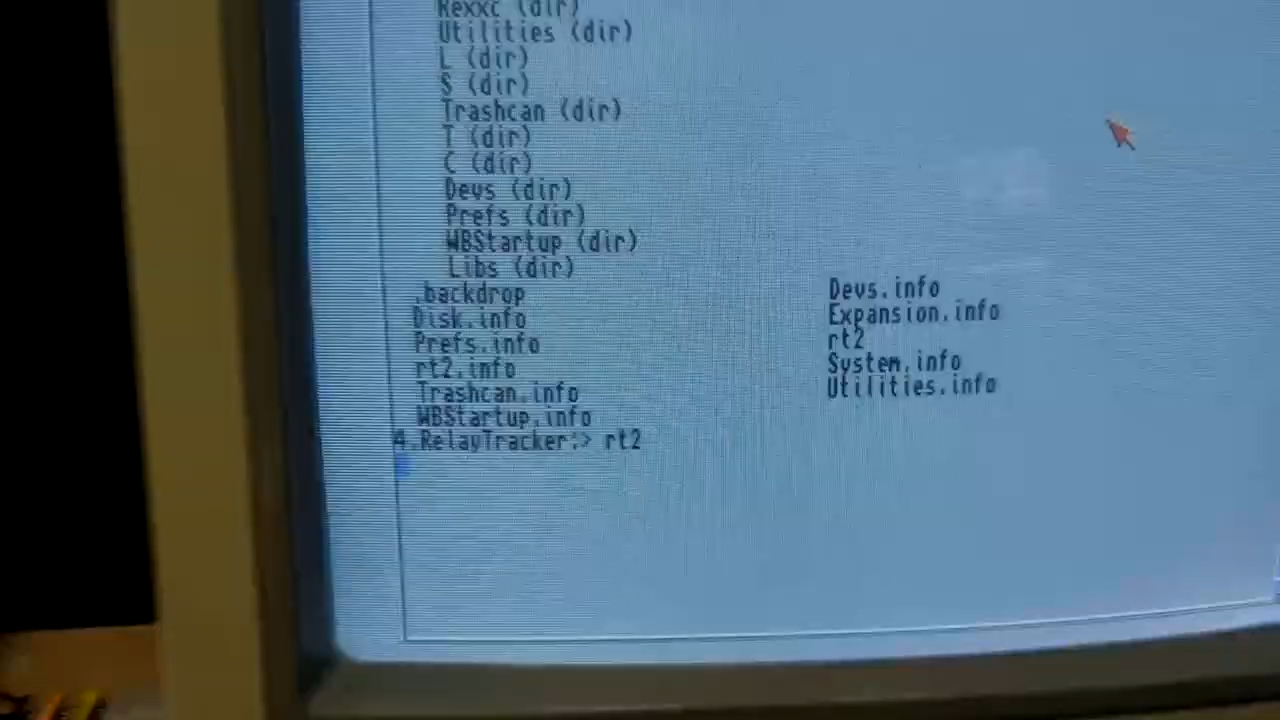 Rexxc (dir)
Utilities (dir)
L (dir)
S (dir)
Trashcan (dir)
T (dir)
C (dir)
Devs (dir)
Prefs (dir)
WBStartup (dir)
Libs (dir)
.backdrop Devs.info
Disk.info Expansion.info
Prefs.info rt2
rt2.info System.info
Trashcan.info Utilities.info
WBStartup.info
4.RelayTracker:> rt2